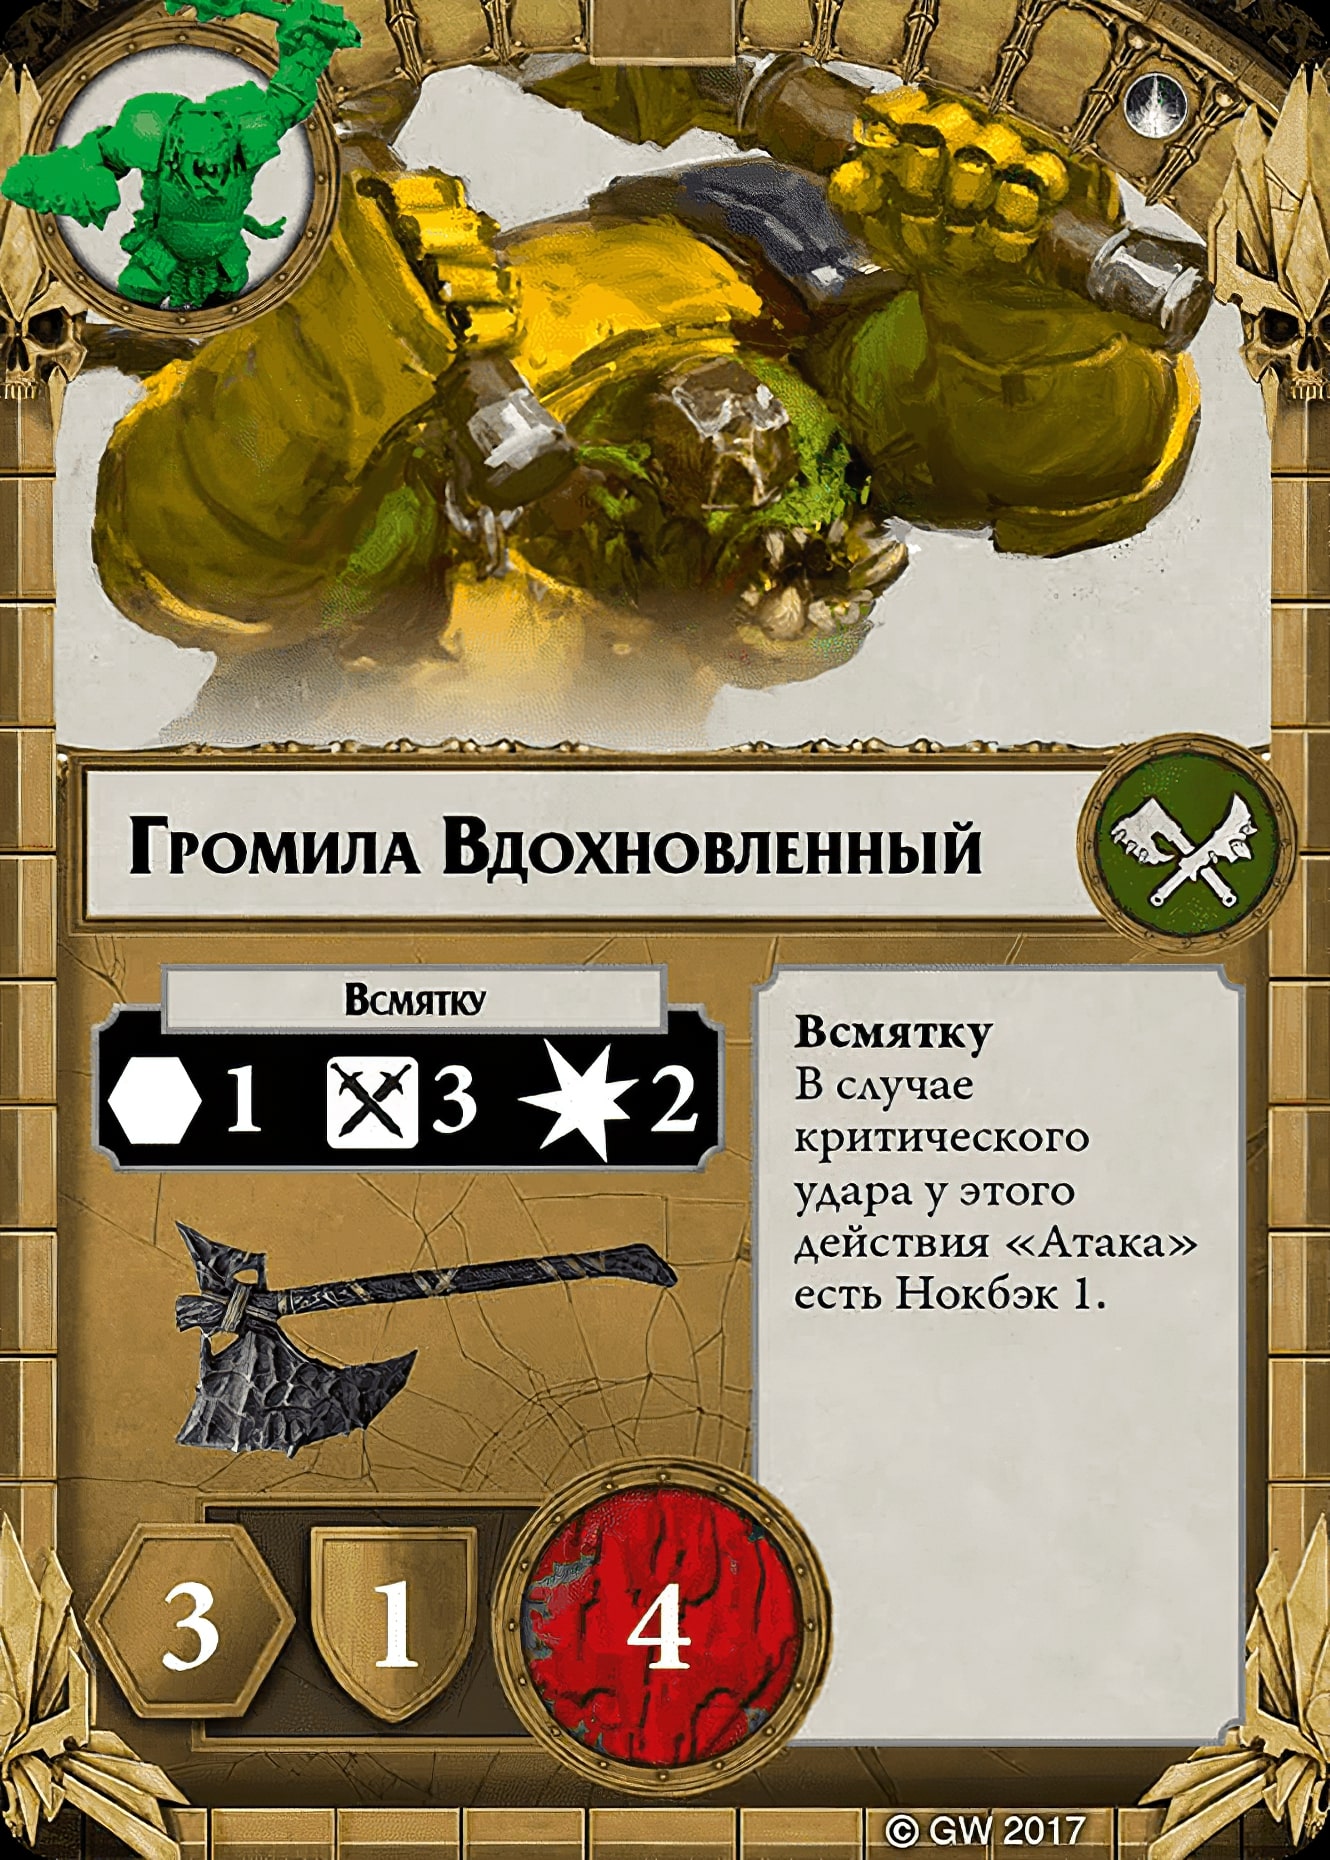 Громила Вдохновленный
Всмятку
1 3 2
Всмятку
В случае
критического
удара у этого
действия «Атака»
есть Нокбэк 1.
3 1 4
© GW 2017